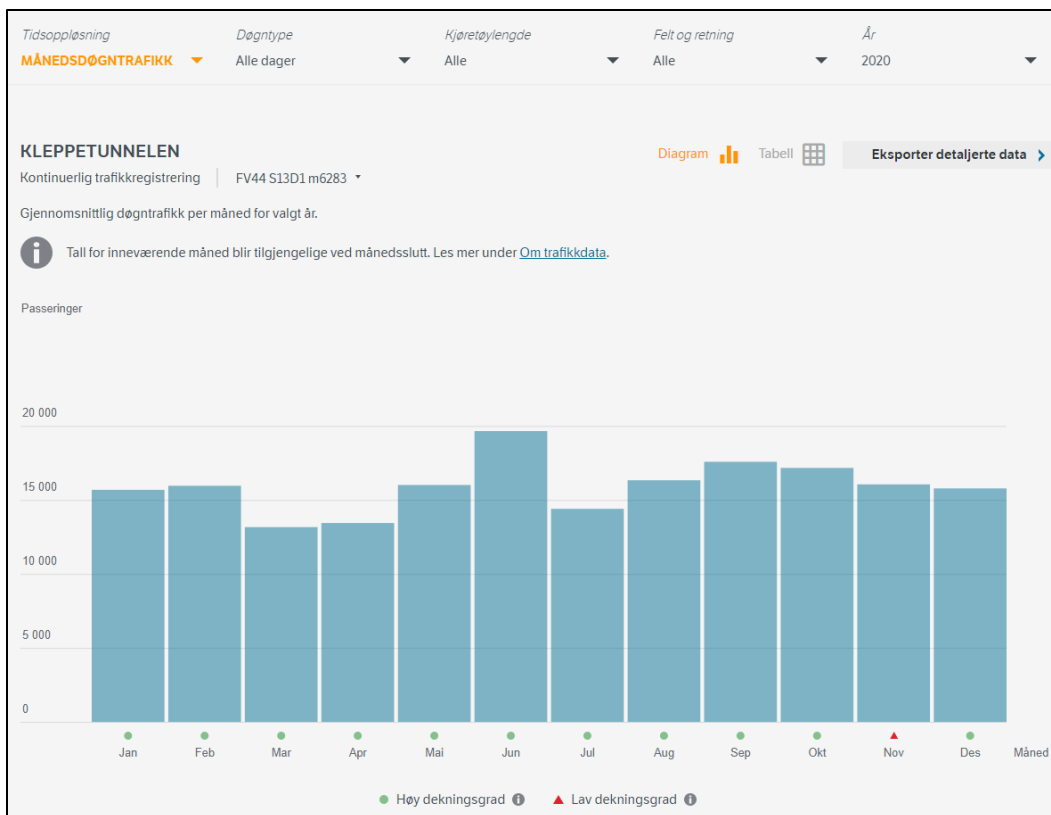 Tidsoppløsning Døgntype Kjøretøylengde Felt og retning År
MÅNEDSDØGNTRAFIKK Alle dager Alle Alle 2020
KLEPPETUNNELEN Diagram Tabell Eksporter detaljerte data
Kontinuerlig trafikkregistrering FV44 S13D1 m6283
Gjennomsnittlig døgntrafikk per måned for valgt år.
Tall for inneværende måned blir tilgjengelige ved månedsslutt. Les mer under Om trafikkdata.
Passeringer
20 000
15 000
10 000
5 000
0
Jan Feb Mar Apr Mai Jun Jul Aug Sep Okt Nov Des Måned
Høy dekningsgrad Lav dekningsgrad